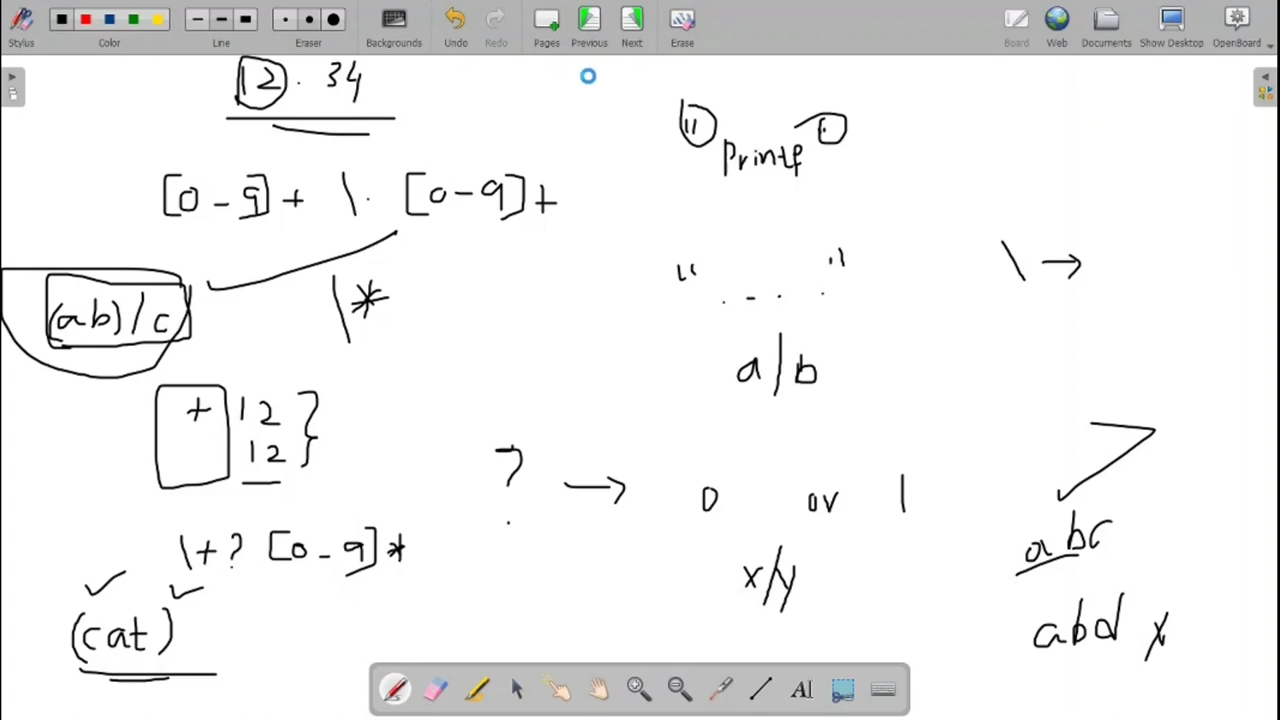 Stylus Color Line Eraser Backgrounds Undo Redo Pages Previous Next Erase Board Web Documents Show Desktop OpenBoard
12 . 34
" printf .
[0-9]+ \. [0-9]+
" .... "
\ →
(ab)/c
\*
a/b
+ 12 }
12
? → 0 or 1
\+? [0-9]*
x/y
abc
(cat)
abd x